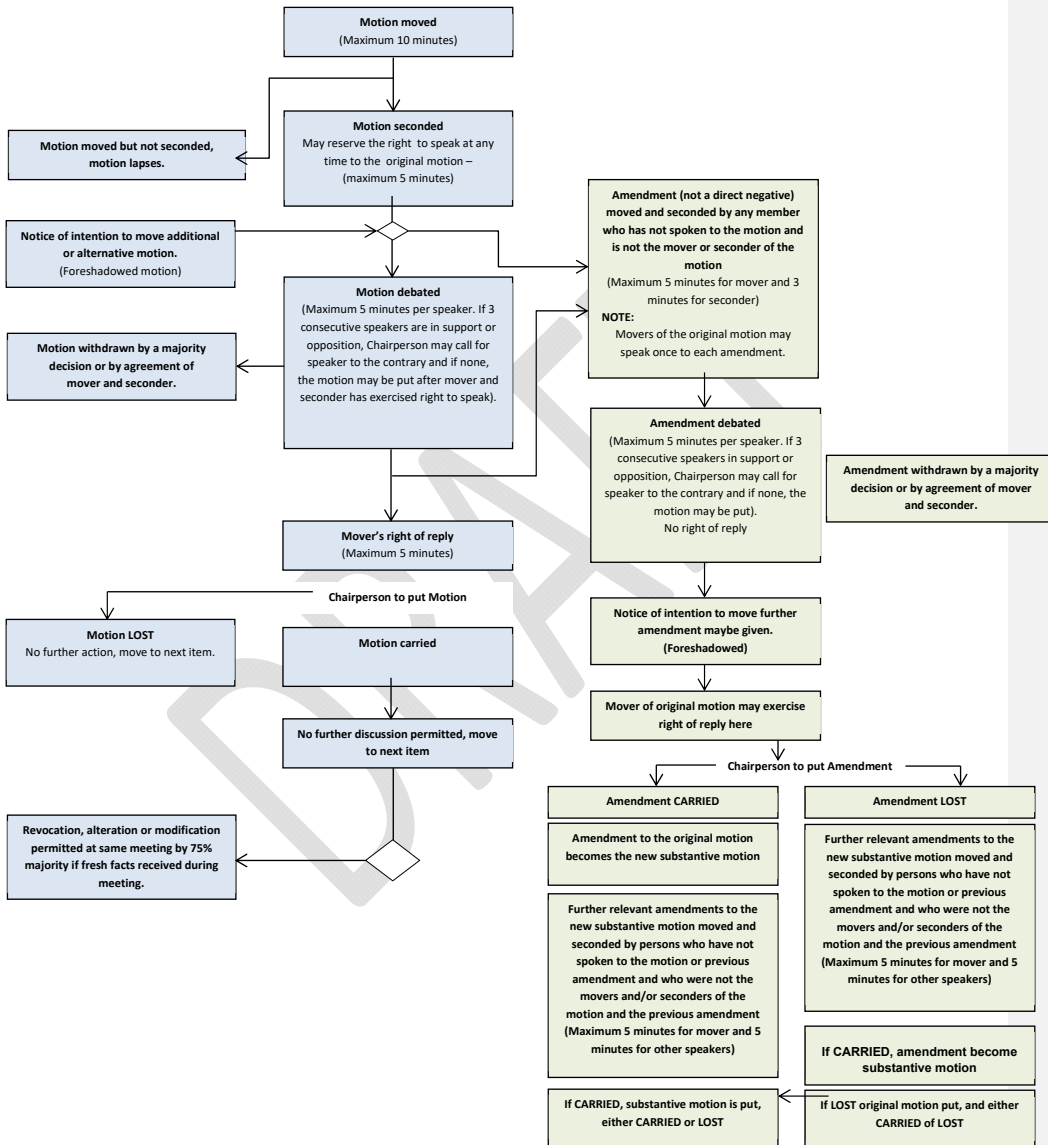 Motion moved
(Maximum 10 minutes)
Motion seconded
May reserve the right to speak at any
time to the original motion –
(maximum 5 minutes)
Motion moved but not seconded,
motion lapses.
Notice of intention to move additional
or alternative motion.
(Foreshadowed motion)
Motion debated
(Maximum 5 minutes per speaker. If 3
consecutive speakers are in support or
opposition, Chairperson may call for
speaker to the contrary and if none,
the motion may be put after mover and
seconder has exercised right to speak).
Motion withdrawn by a majority
decision or by agreement of
mover and seconder.
Mover’s right of reply
(Maximum 5 minutes)
Chairperson to put Motion
Motion LOST
No further action, move to next item.
Motion carried
No further discussion permitted, move
to next item
Revocation, alteration or modification
permitted at same meeting by 75%
majority if fresh facts received during
meeting.
Amendment (not a direct negative)
moved and seconded by any member
who has not spoken to the motion and
is not the mover or seconder of the
motion
(Maximum 5 minutes for mover and 3
minutes for seconder)
NOTE:
Movers of the original motion may
speak once to each amendment.
Amendment debated
(Maximum 5 minutes per speaker. If 3
consecutive speakers in support or
opposition, Chairperson may call for
speaker to the contrary and if none, the
motion may be put).
No right of reply
Amendment withdrawn by a majority
decision or by agreement of mover
and seconder.
Notice of intention to move further
amendment maybe given.
(Foreshadowed)
Mover of original motion may exercise
right of reply here
Chairperson to put Amendment
Amendment CARRIED
Amendment to the original motion
becomes the new substantive motion
Further relevant amendments to the
new substantive motion moved and
seconded by persons who have not
spoken to the motion or previous
amendment and who were not the
movers and/or seconders of the
motion and the previous amendment
(Maximum 5 minutes for mover and 5
minutes for other speakers)
If CARRIED, substantive motion is put,
either CARRIED or LOST
Amendment LOST
Further relevant amendments to the
new substantive motion moved and
seconded by persons who have not
spoken to the motion or previous
amendment and who were not the
movers and/or seconders of the
motion and the previous amendment
(Maximum 5 minutes for mover and 5
minutes for other speakers)
If CARRIED, amendment become
substantive motion
If LOST original motion put, and either
CARRIED of LOST
DRAFT